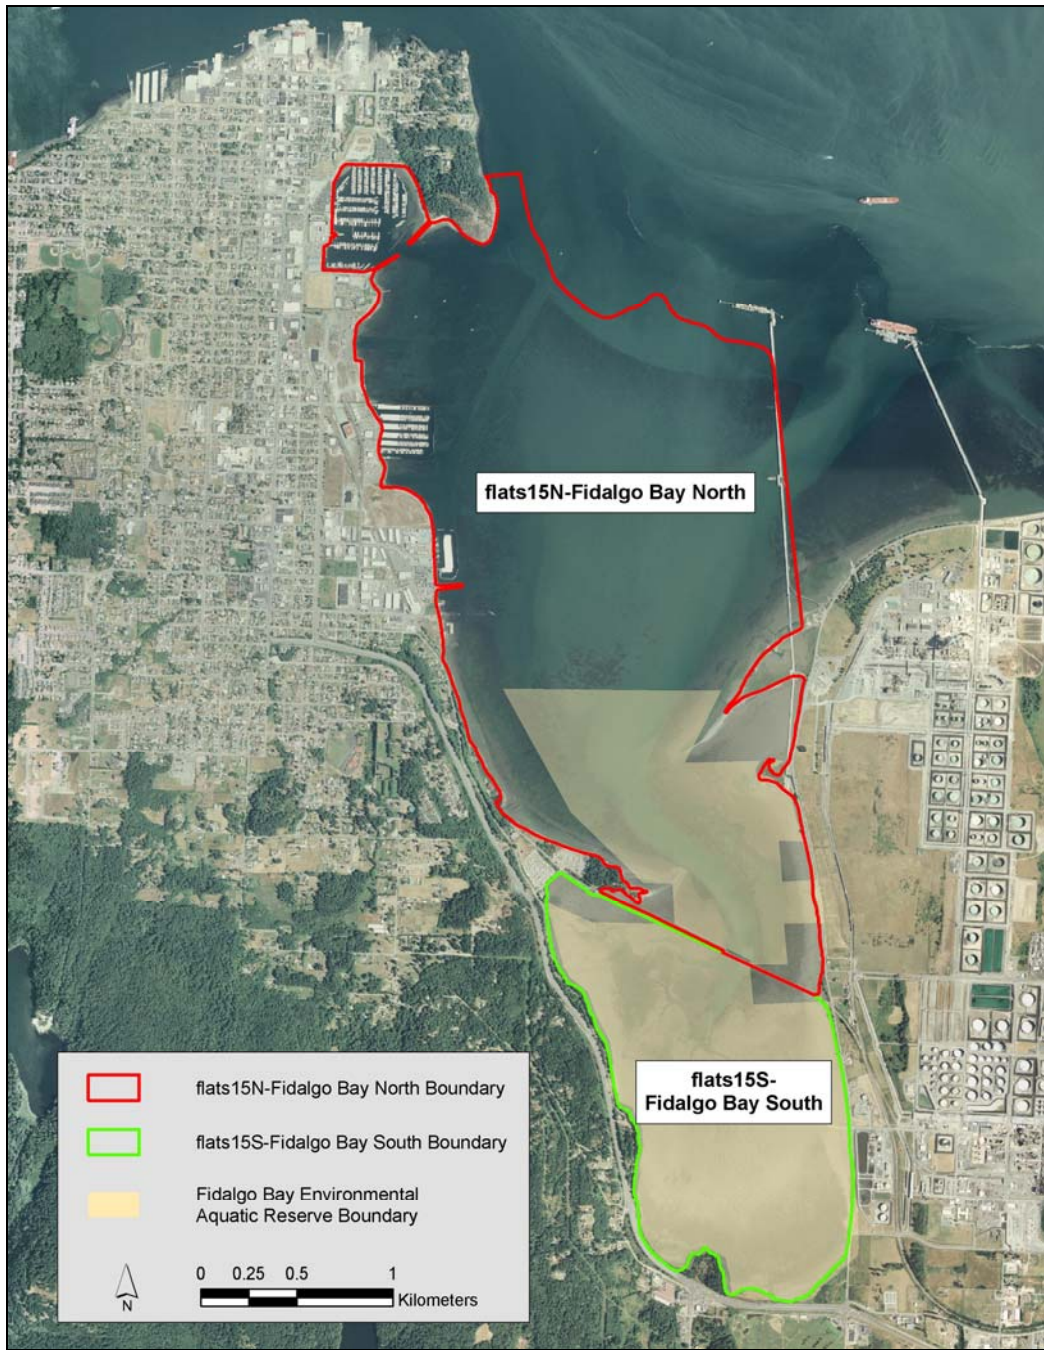 flats15N-Fidalgo Bay North
flats15S-
Fidalgo Bay South
flats15N-Fidalgo Bay North Boundary
flats15S-Fidalgo Bay South Boundary
Fidalgo Bay Environmental
Aquatic Reserve Boundary
N
0 0.25 0.5 1
Kilometers